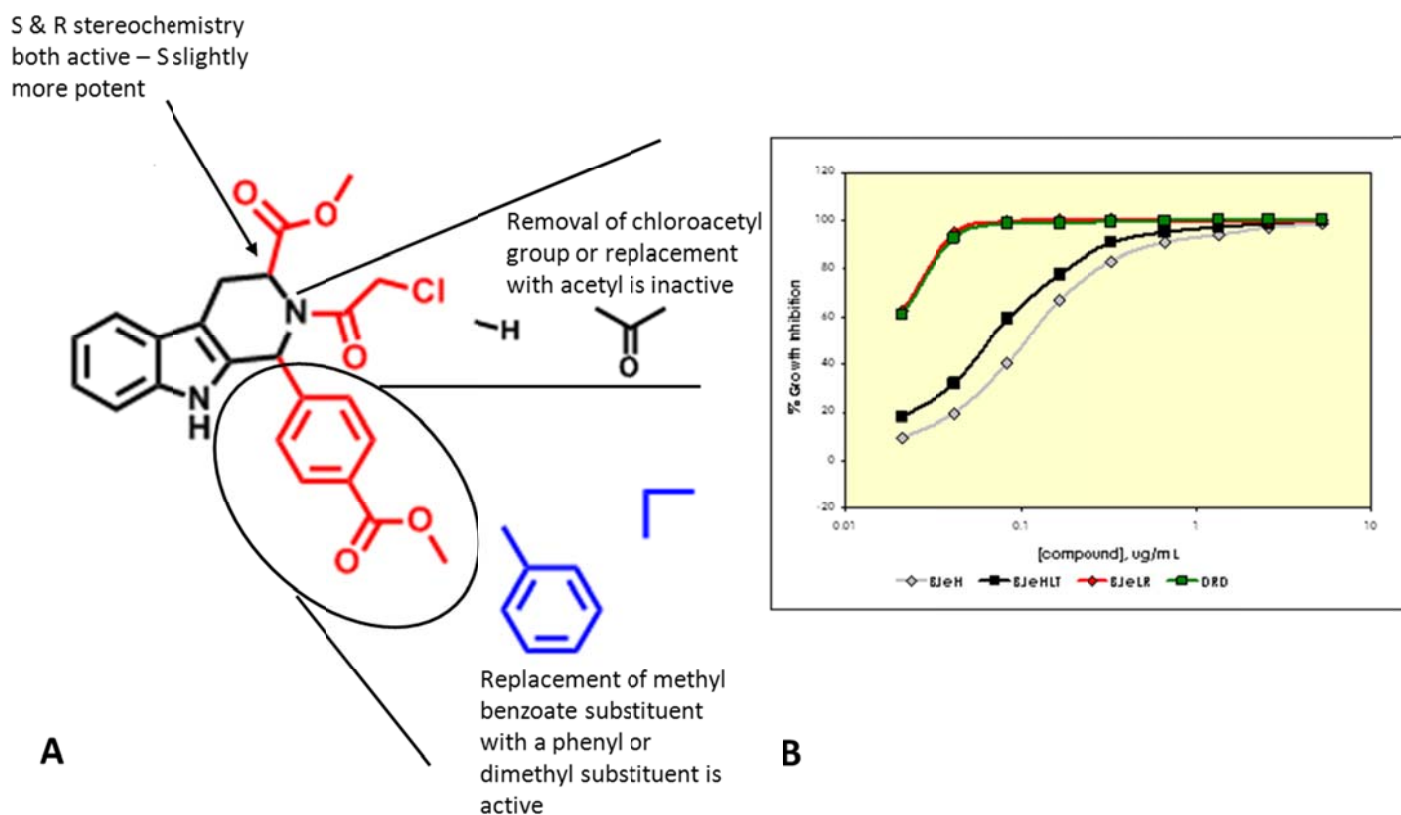 S & R stereochemistry
both active – S slightly
more potent
O
O
N
Cl
O
N
H
O
O
Removal of chloroacetyl
group or replacement
with acetyl is inactive
H
O
Replacement of methyl
benzoate substituent
with a phenyl or
dimethyl substituent is
active
A
B
120
100
80
60
40
20
0
-20
% Growth Inhibition
0.01
0.1
1
10
[compound], ug/mL
BJeH
BJeHLT
BJeLR
DRD